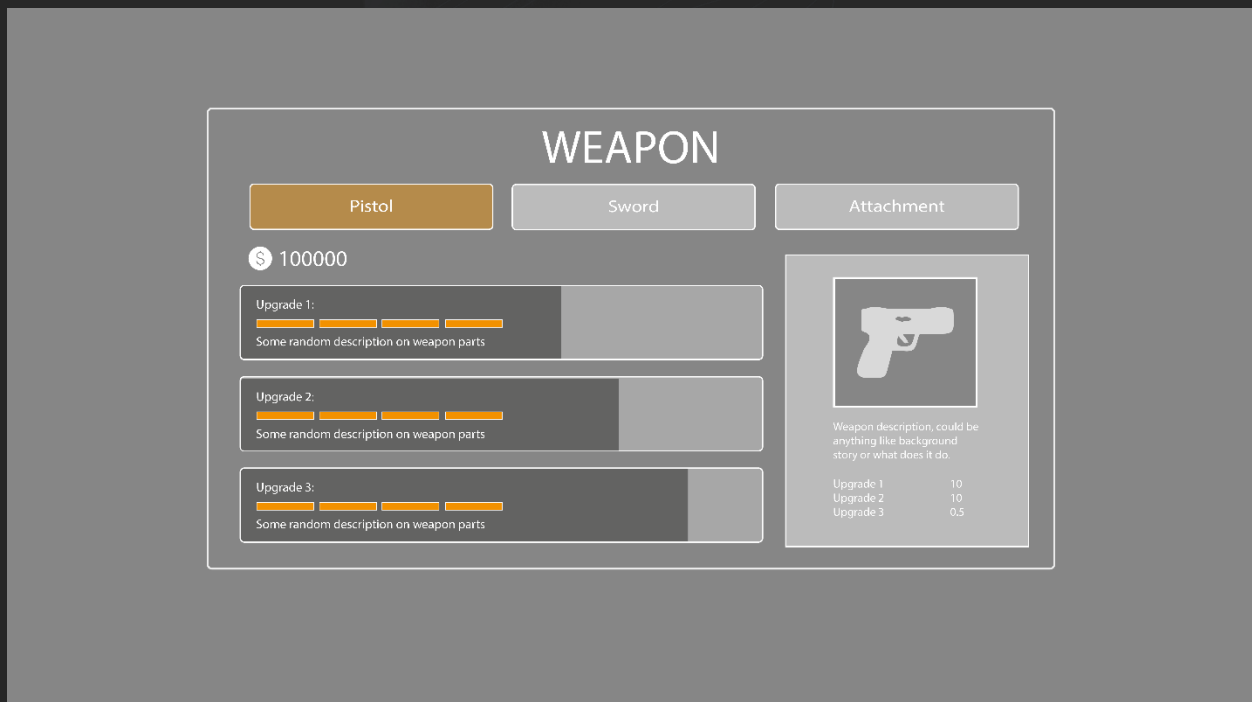 WEAPON
Pistol
Sword
Attachment
$ 100000
Upgrade 1:
Some random description on weapon parts
Upgrade 2:
Some random description on weapon parts
Upgrade 3:
Some random description on weapon parts
Weapon description, could be
anything like background
story or what does it do.
Upgrade 1 10
Upgrade 2 10
Upgrade 3 0.5